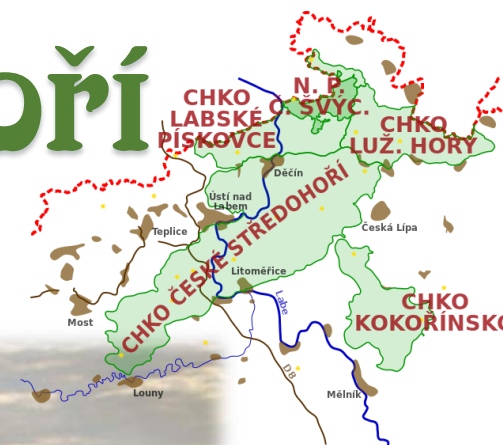 oří
N. P.
Č. ŠVÝC.
CHKO
LABSKÉ
PÍSKOVCE
CHKO
LUŽ. HORY
Děčín
Ústí nad
Labem
Teplice
Česká Lípa
CHKO ČESKÉ STŘEDOHOŘÍ
Litoměřice
Labe
CHKO
KOKOŘÍNSKO
Most
D8
Louny
Mělník